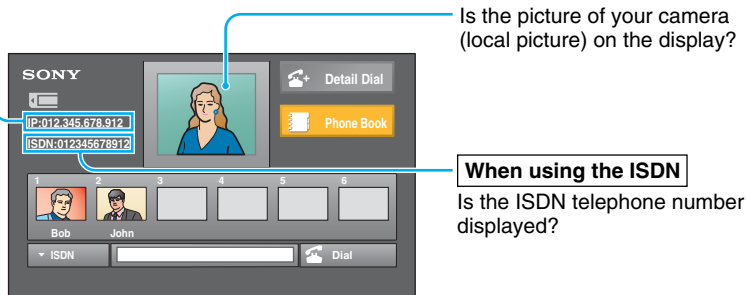 Is the picture of your camera
(local picture) on the display?
SONY
Detail Dial
IP:012.345.678.912
Phone Book
ISDN:012345678912
When using the ISDN
Is the ISDN telephone number
displayed?
1 2 3 4 5 6
Bob John
ISDN Dial